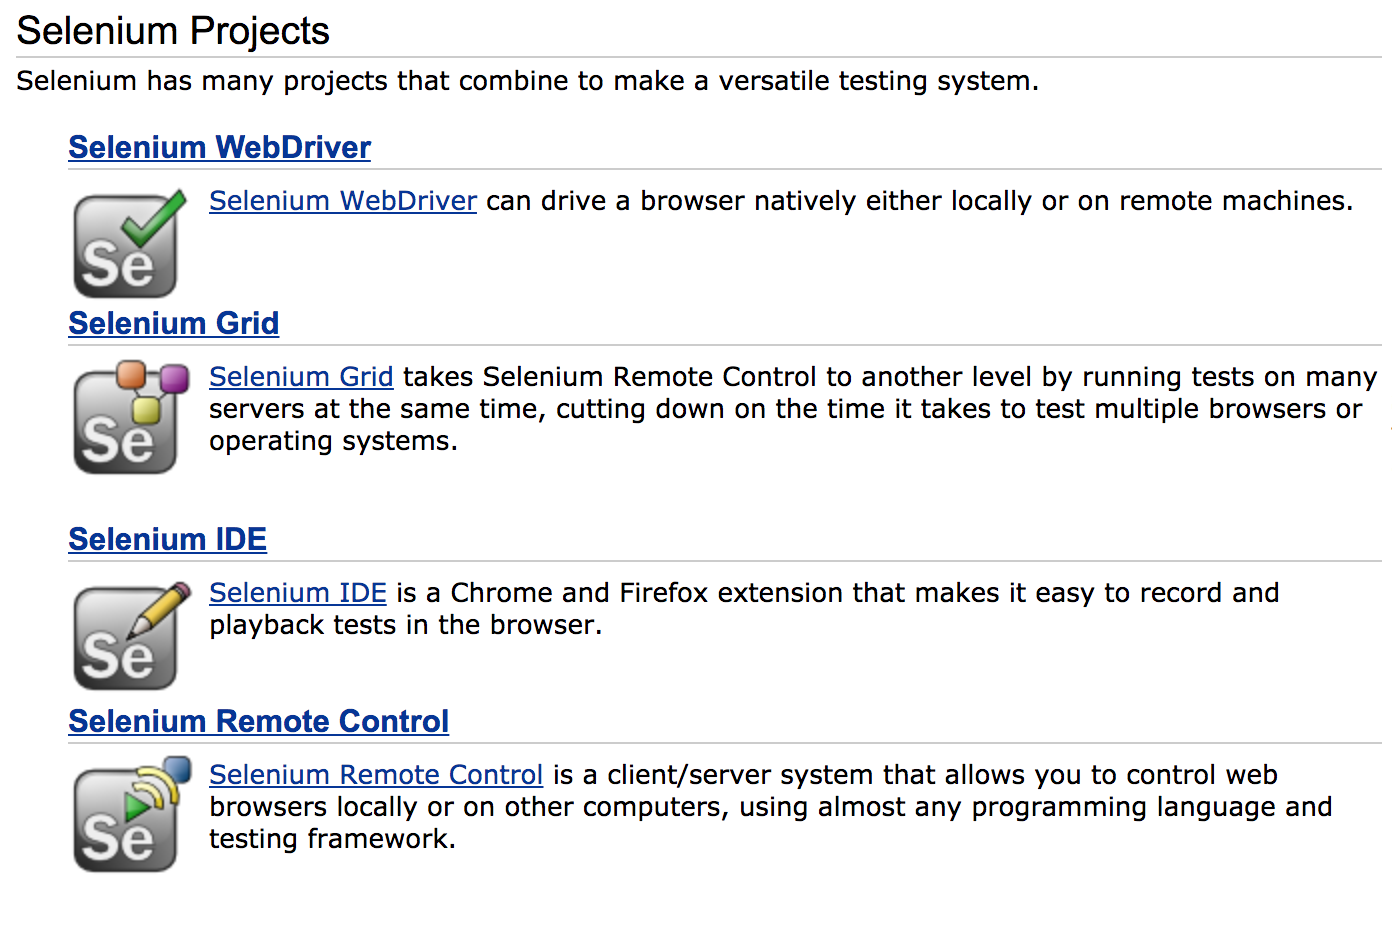 Selenium Projects
Selenium has many projects that combine to make a versatile testing system.
Selenium WebDriver
Se
Selenium WebDriver can drive a browser natively either locally or on remote machines.
Selenium Grid
Se
Selenium Grid takes Selenium Remote Control to another level by running tests on many
servers at the same time, cutting down on the time it takes to test multiple browsers or
operating systems.
Selenium IDE
Se
Selenium IDE is a Chrome and Firefox extension that makes it easy to record and
playback tests in the browser.
Selenium Remote Control
Se
Selenium Remote Control is a client/server system that allows you to control web
browsers locally or on other computers, using almost any programming language and
testing framework.